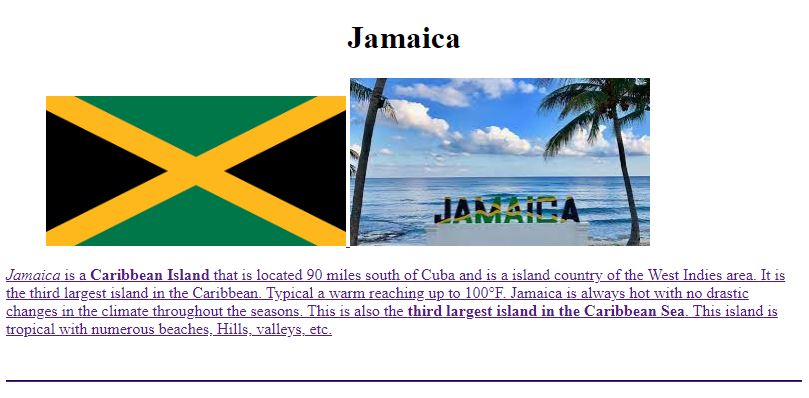 Jamaica
JAMAICA
Jamaica is a Caribbean Island that is located 90 miles south of Cuba and is a island country of the West Indies area. It is
the third largest island in the Caribbean. Typical a warm reaching up to 100°F. Jamaica is always hot with no drastic
changes in the climate throughout the seasons. This is also the third largest island in the Caribbean Sea. This island is
tropical with numerous beaches, Hills, valleys, etc.